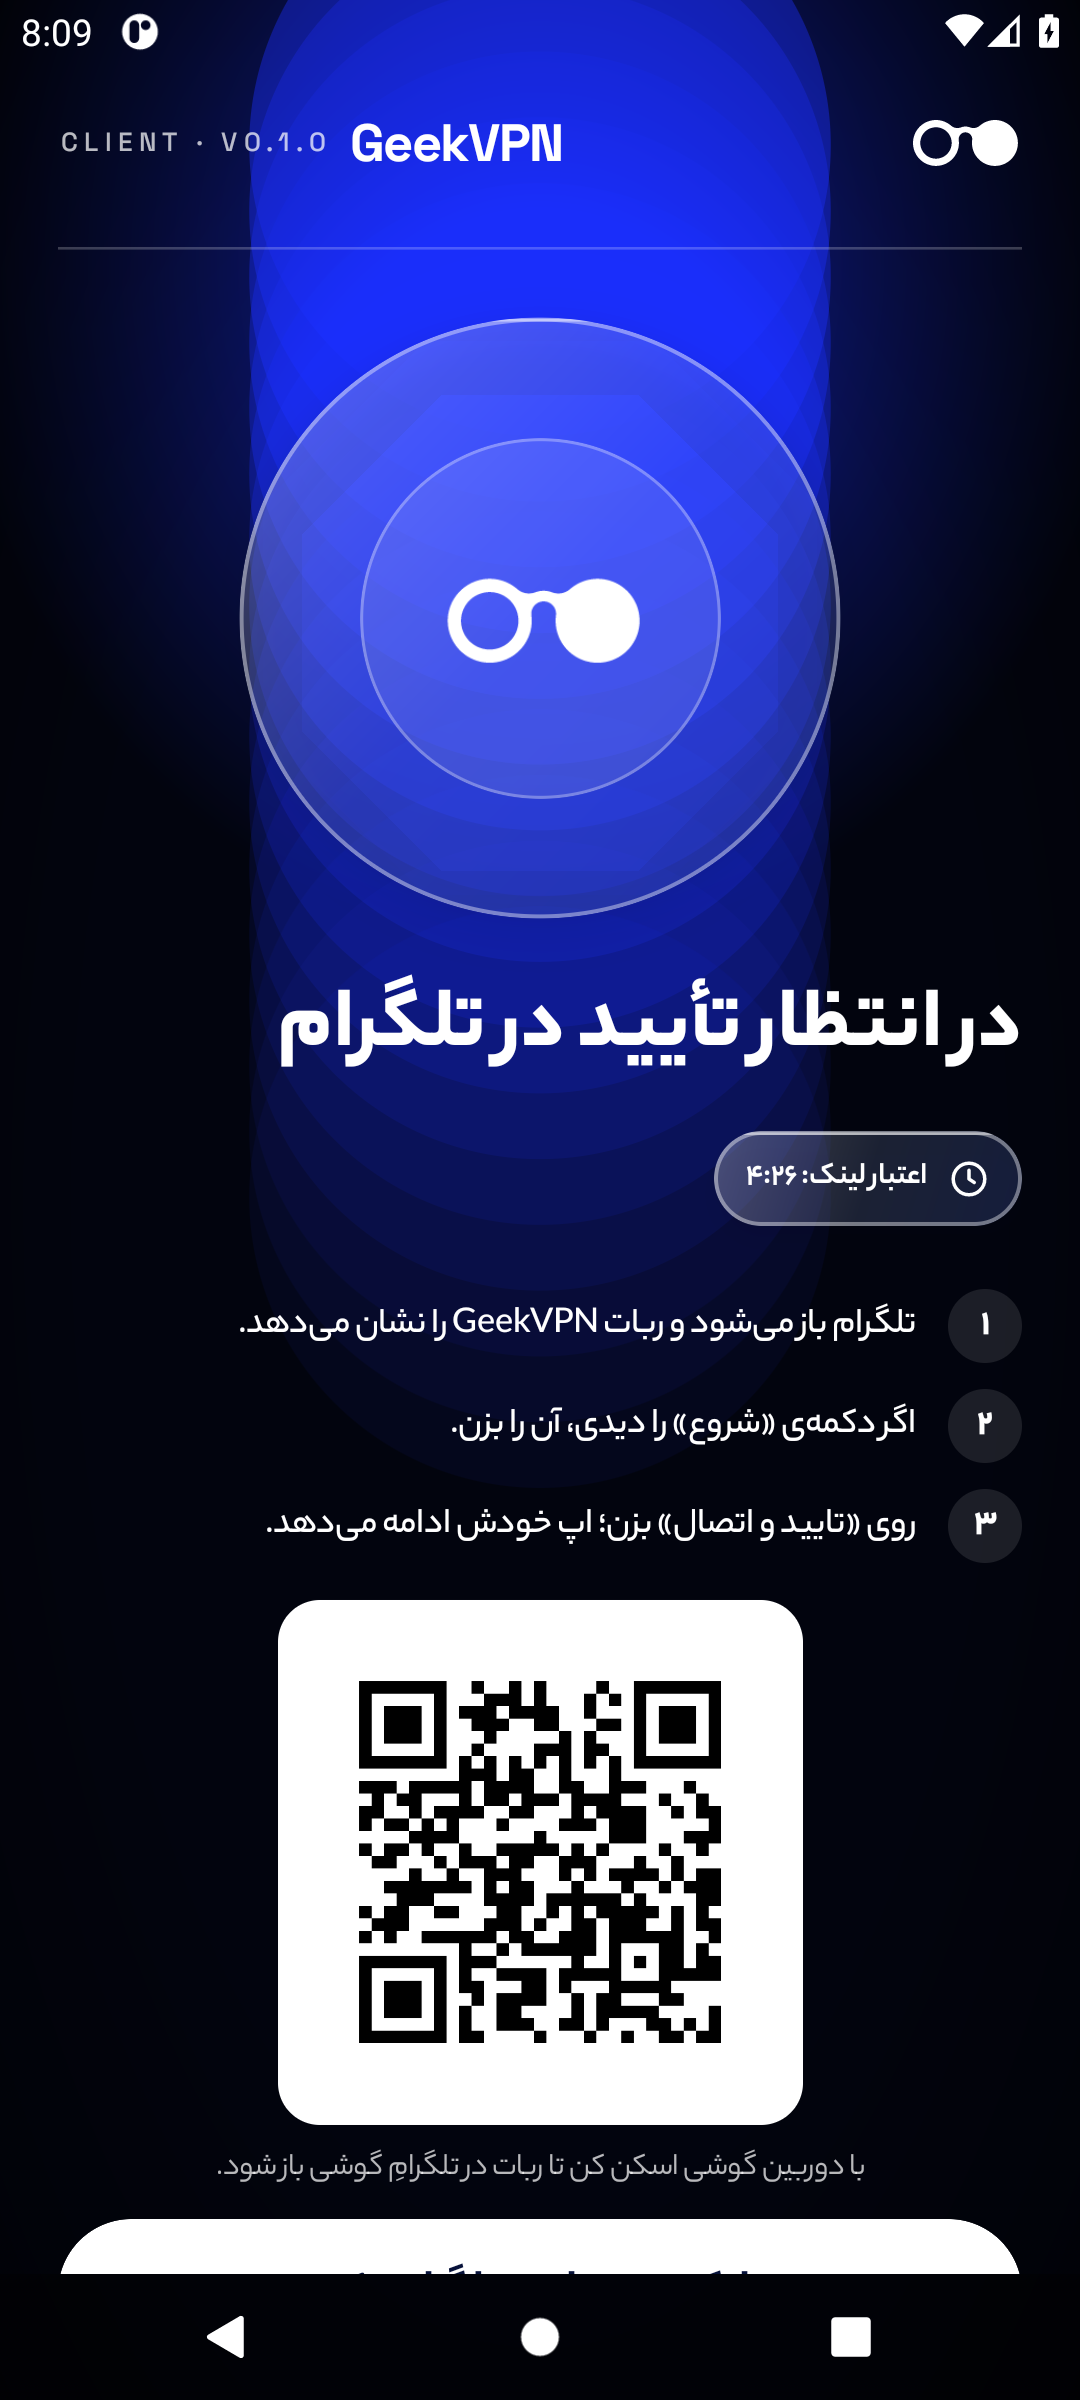 8:09
CLIENT · V0.1.0 GeekVPN
در انتظار تأیید در تلگرام
اعتبار لینک: ۴:۲۶
۱ تلگرام باز می‌شود و ربات GeekVPN را نشان می‌دهد.
۲ اگر دکمه‌ی «شروع» را دیدی، آن را بزن.
۳ روی «تایید و اتصال» بزن؛ اپ خودش ادامه می‌دهد.
با دوربین گوشی اسکن کن تا ربات در تلگرامِ گوشی باز شود.